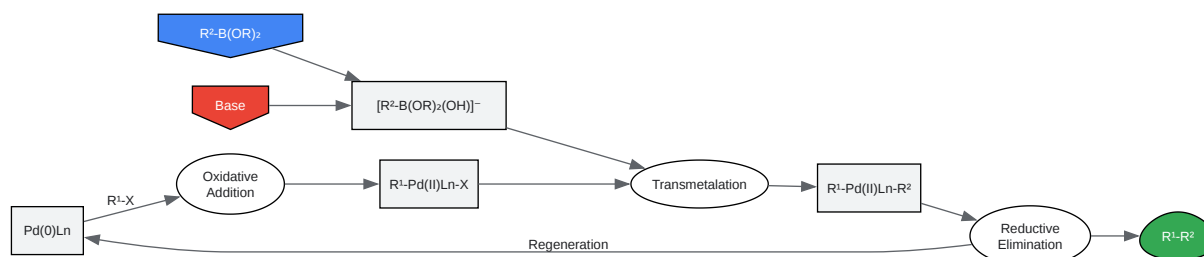 R²-B(OR)₂
Base
[R²-B(OR)₂(OH)]⁻
Oxidative
Addition
R¹-Pd(II)Ln-X
Transmetalation
R¹-Pd(II)Ln-R²
R¹-X
Pd(0)Ln
Regeneration
Reductive
Elimination
R¹-R²